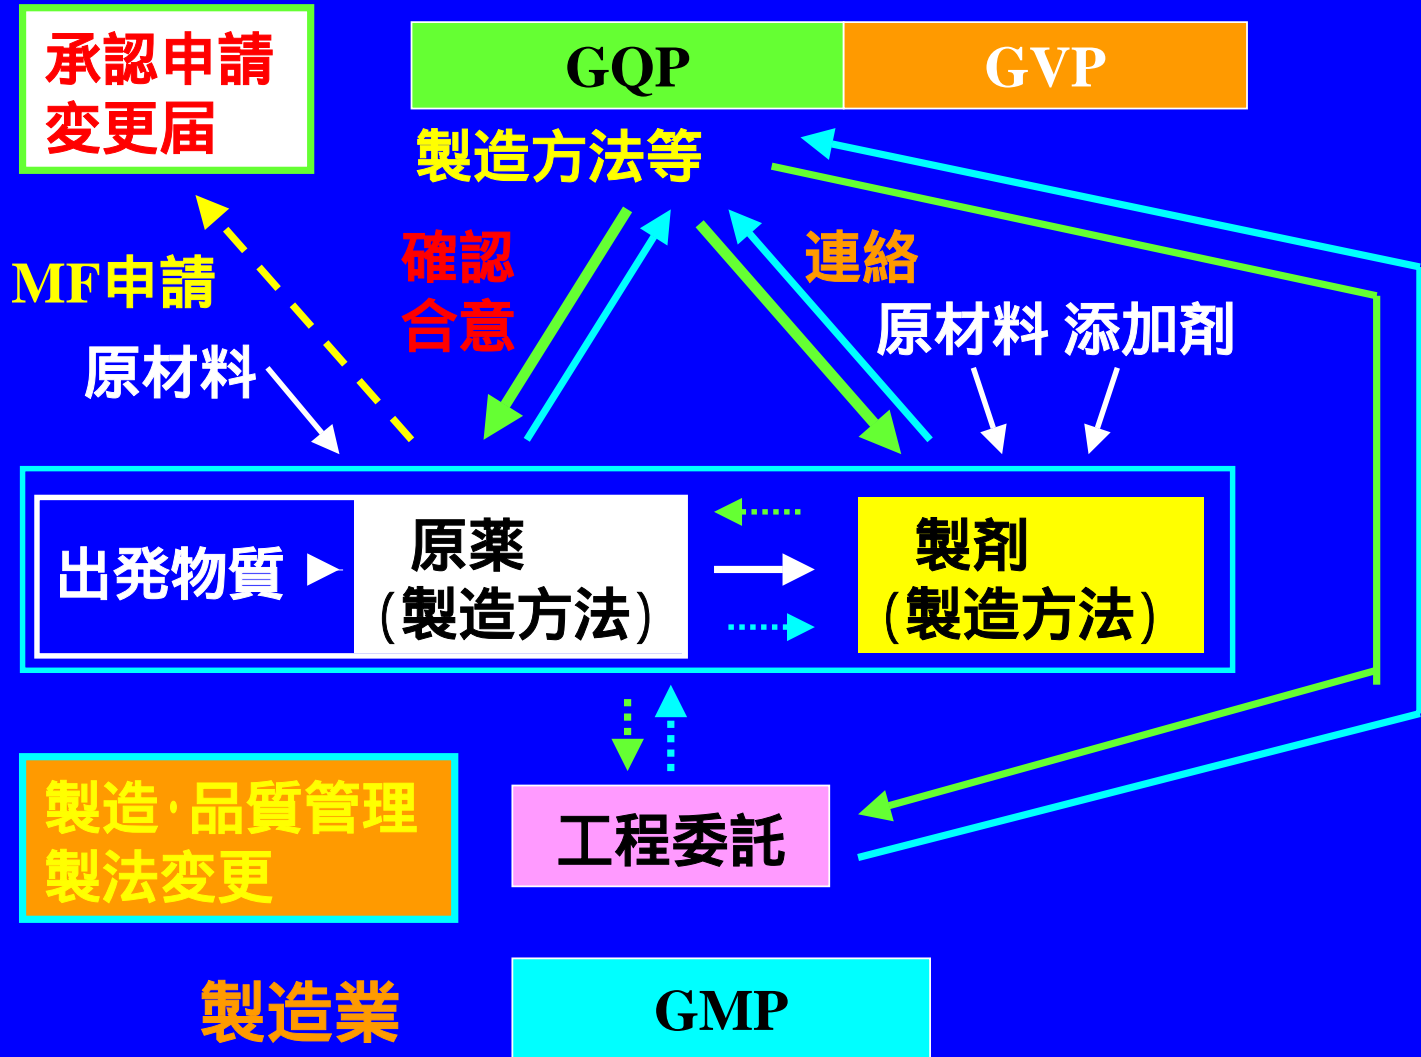 承認申請
変更届
GQP
GVP
製造方法等
確認
合意
連絡
MF申請
原材料
原材料 添加剤
出発物質
原薬
(製造方法)
製剤
(製造方法)
製造・品質管理
製法変更
工程委託
製造業
GMP